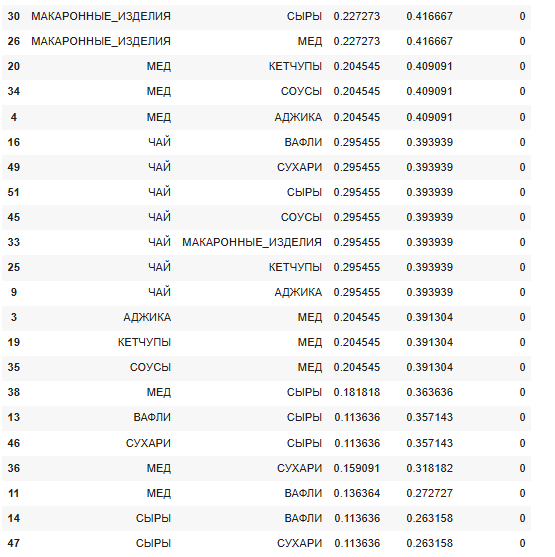 30 МАКАРОННЫЕ_ИЗДЕЛИЯ СЫРЫ 0.227273 0.416667 0
26 МАКАРОННЫЕ_ИЗДЕЛИЯ МЕД 0.227273 0.416667 0
20 МЕД КЕТЧУПЫ 0.204545 0.409091 0
34 МЕД СОУСЫ 0.204545 0.409091 0
4 МЕД АДЖИКА 0.204545 0.409091 0
16 ЧАЙ ВАФЛИ 0.295455 0.393939 0
49 ЧАЙ СУХАРИ 0.295455 0.393939 0
51 ЧАЙ СЫРЫ 0.295455 0.393939 0
45 ЧАЙ СОУСЫ 0.295455 0.393939 0
33 ЧАЙ МАКАРОННЫЕ_ИЗДЕЛИЯ 0.295455 0.393939 0
25 ЧАЙ КЕТЧУПЫ 0.295455 0.393939 0
9 ЧАЙ АДЖИКА 0.295455 0.393939 0
3 АДЖИКА МЕД 0.204545 0.391304 0
19 КЕТЧУПЫ МЕД 0.204545 0.391304 0
35 СОУСЫ МЕД 0.204545 0.391304 0
38 МЕД СЫРЫ 0.181818 0.363636 0
13 ВАФЛИ СЫРЫ 0.113636 0.357143 0
46 СУХАРИ СЫРЫ 0.113636 0.357143 0
36 МЕД СУХАРИ 0.159091 0.318182 0
11 МЕД ВАФЛИ 0.136364 0.272727 0
14 СЫРЫ ВАФЛИ 0.113636 0.263158 0
47 СЫРЫ СУХАРИ 0.113636 0.263158 0